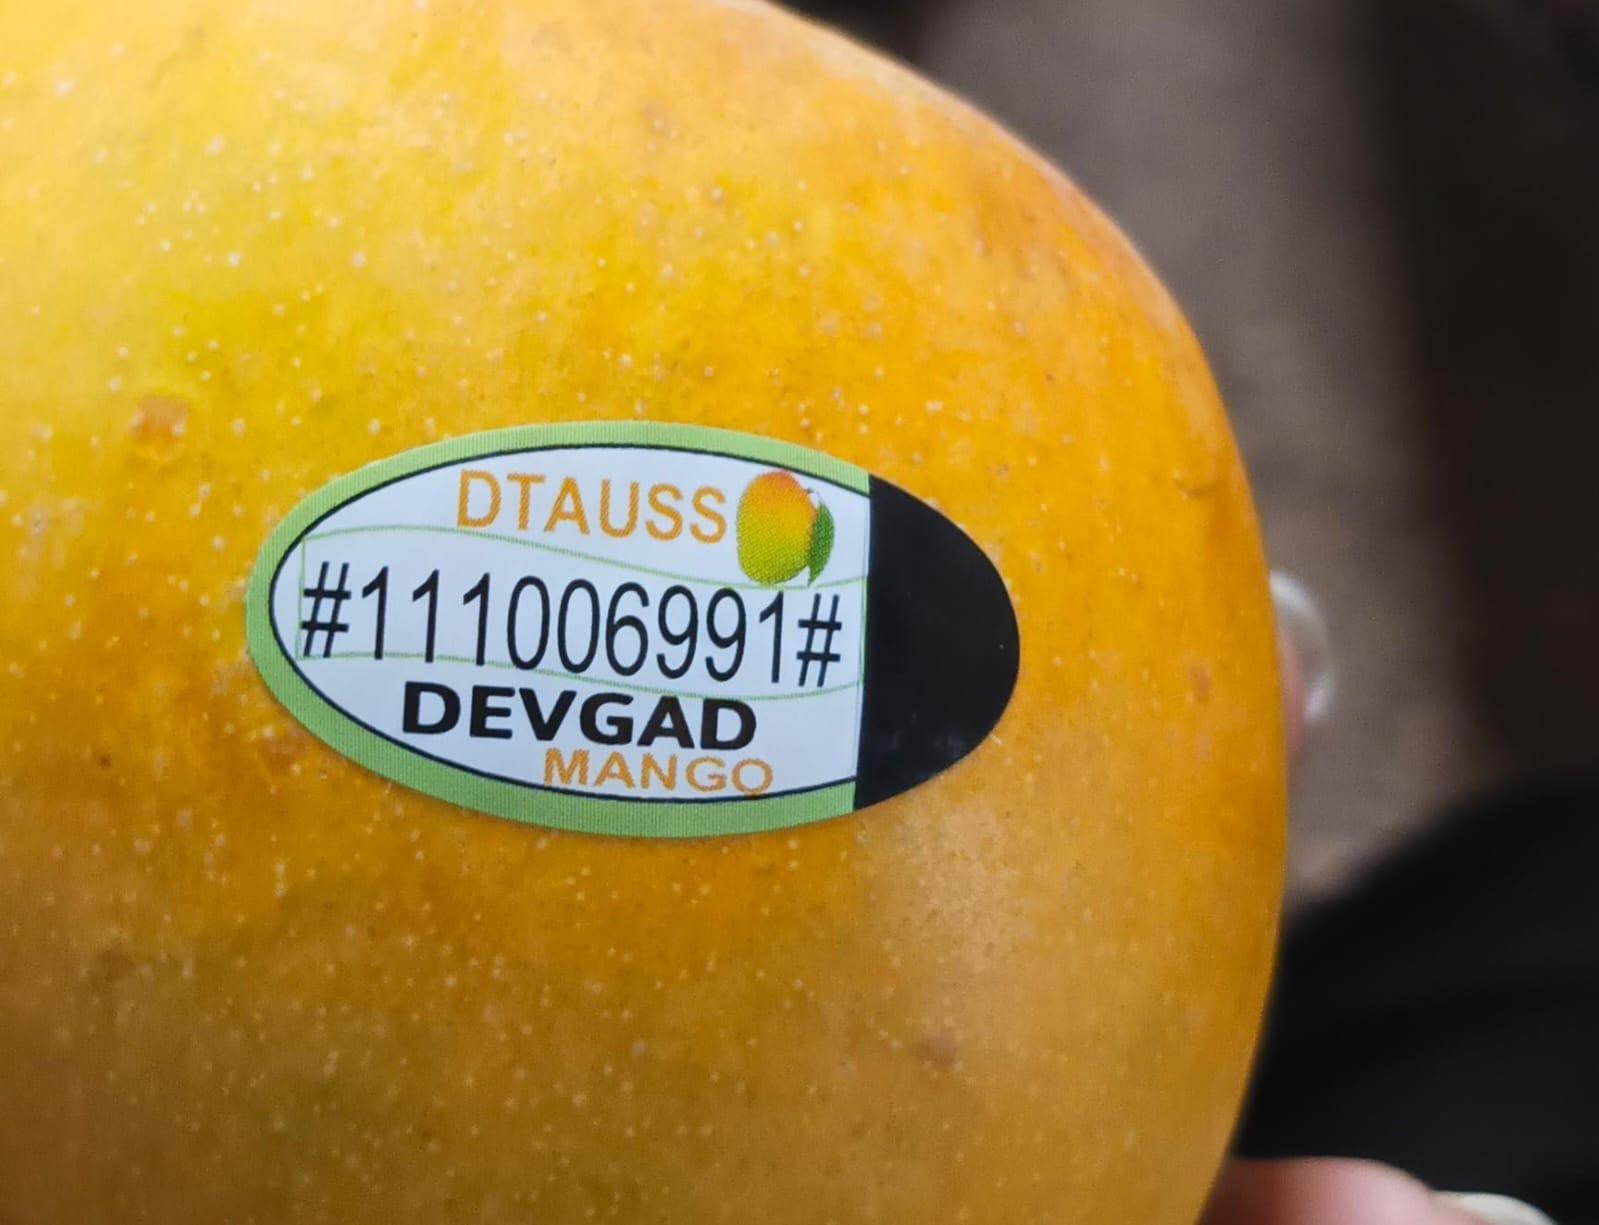 DTAUSS
#111006991#
DEVGAD
MANGO